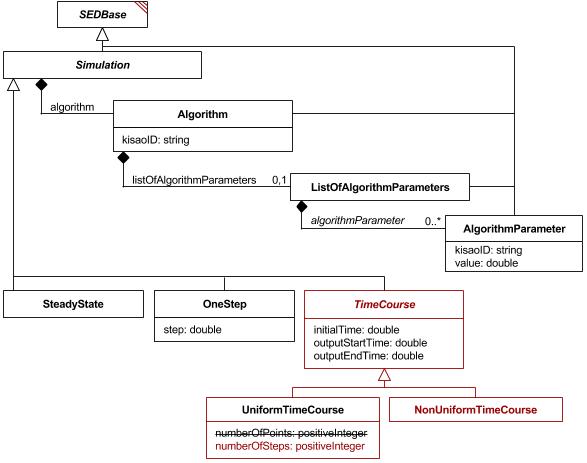 SEDBase
Simulation
algorithm
Algorithm
kisaoID: string
listOfAlgorithmParameters 0,1
ListOfAlgorithmParameters
algorithmParameter 0..*
AlgorithmParameter
kisaoID: string
value: double
SteadyState
OneStep
step: double
TimeCourse
initialTime: double
outputStartTime: double
outputEndTime: double
UniformTimeCourse
numberOfPoints: positiveInteger
numberOfSteps: positiveInteger
NonUniformTimeCourse